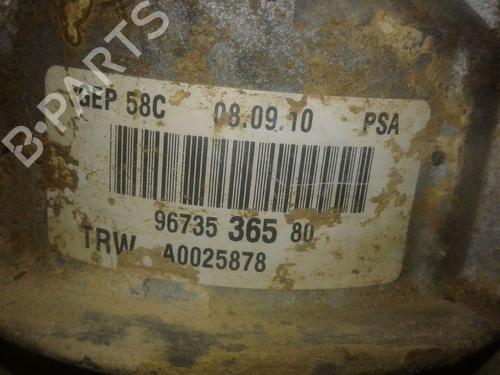 GEP 58C 08.09.10 PSA
96735 365 80
TRW A0025878
B-PARTS